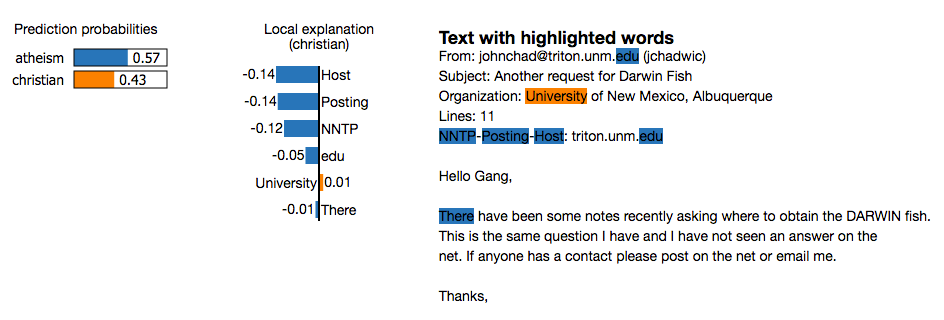 Prediction probabilities
atheism 0.57
christian 0.43
Local explanation
(christian)
-0.14 Host
-0.14 Posting
-0.12 NNTP
-0.05 edu
University 0.01
-0.01 There
Text with highlighted words
From: johnchad@triton.unm.edu (jchadwic)
Subject: Another request for Darwin Fish
Organization: University of New Mexico, Albuquerque
Lines: 11
NNTP-Posting-Host: triton.unm.edu
Hello Gang,
There have been some notes recently asking where to obtain the DARWIN fish.
This is the same question I have and I have not seen an answer on the
net. If anyone has a contact please post on the net or email me.
Thanks,